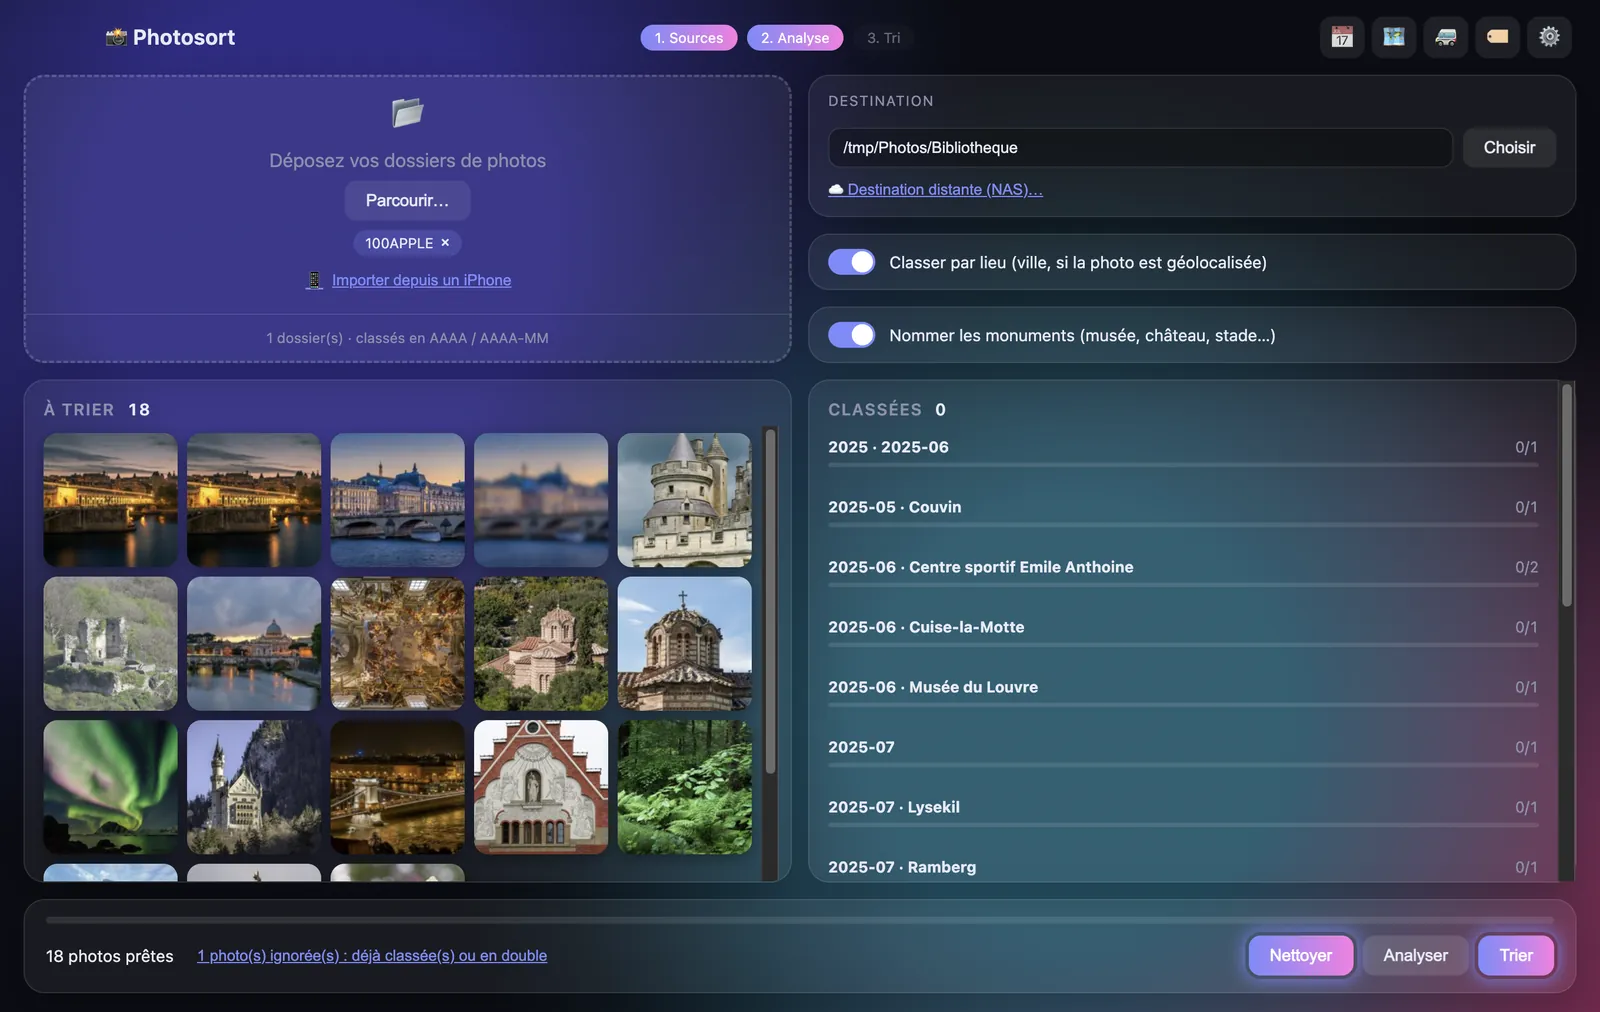 Photosort
1. Sources
2. Analyse
3. Tri
17
Déposez vos dossiers de photos
Parcourir…
100APPLE ×
Importer depuis un iPhone
1 dossier(s) · classés en AAAA / AAAA-MM
DESTINATION
/tmp/Photos/Bibliotheque
Choisir
Destination distante (NAS)…
Classer par lieu (ville, si la photo est géolocalisée)
Nommer les monuments (musée, château, stade…)
À TRIER 18
CLASSÉES 0
2025 · 2025-06 0/1
2025-05 · Couvin 0/1
2025-06 · Centre sportif Emile Anthoine 0/2
2025-06 · Cuise-la-Motte 0/1
2025-06 · Musée du Louvre 0/1
2025-07 0/1
2025-07 · Lysekil 0/1
2025-07 · Ramberg 0/1
18 photos prêtes
1 photo(s) ignorée(s) : déjà classée(s) ou en double
Nettoyer
Analyser
Trier